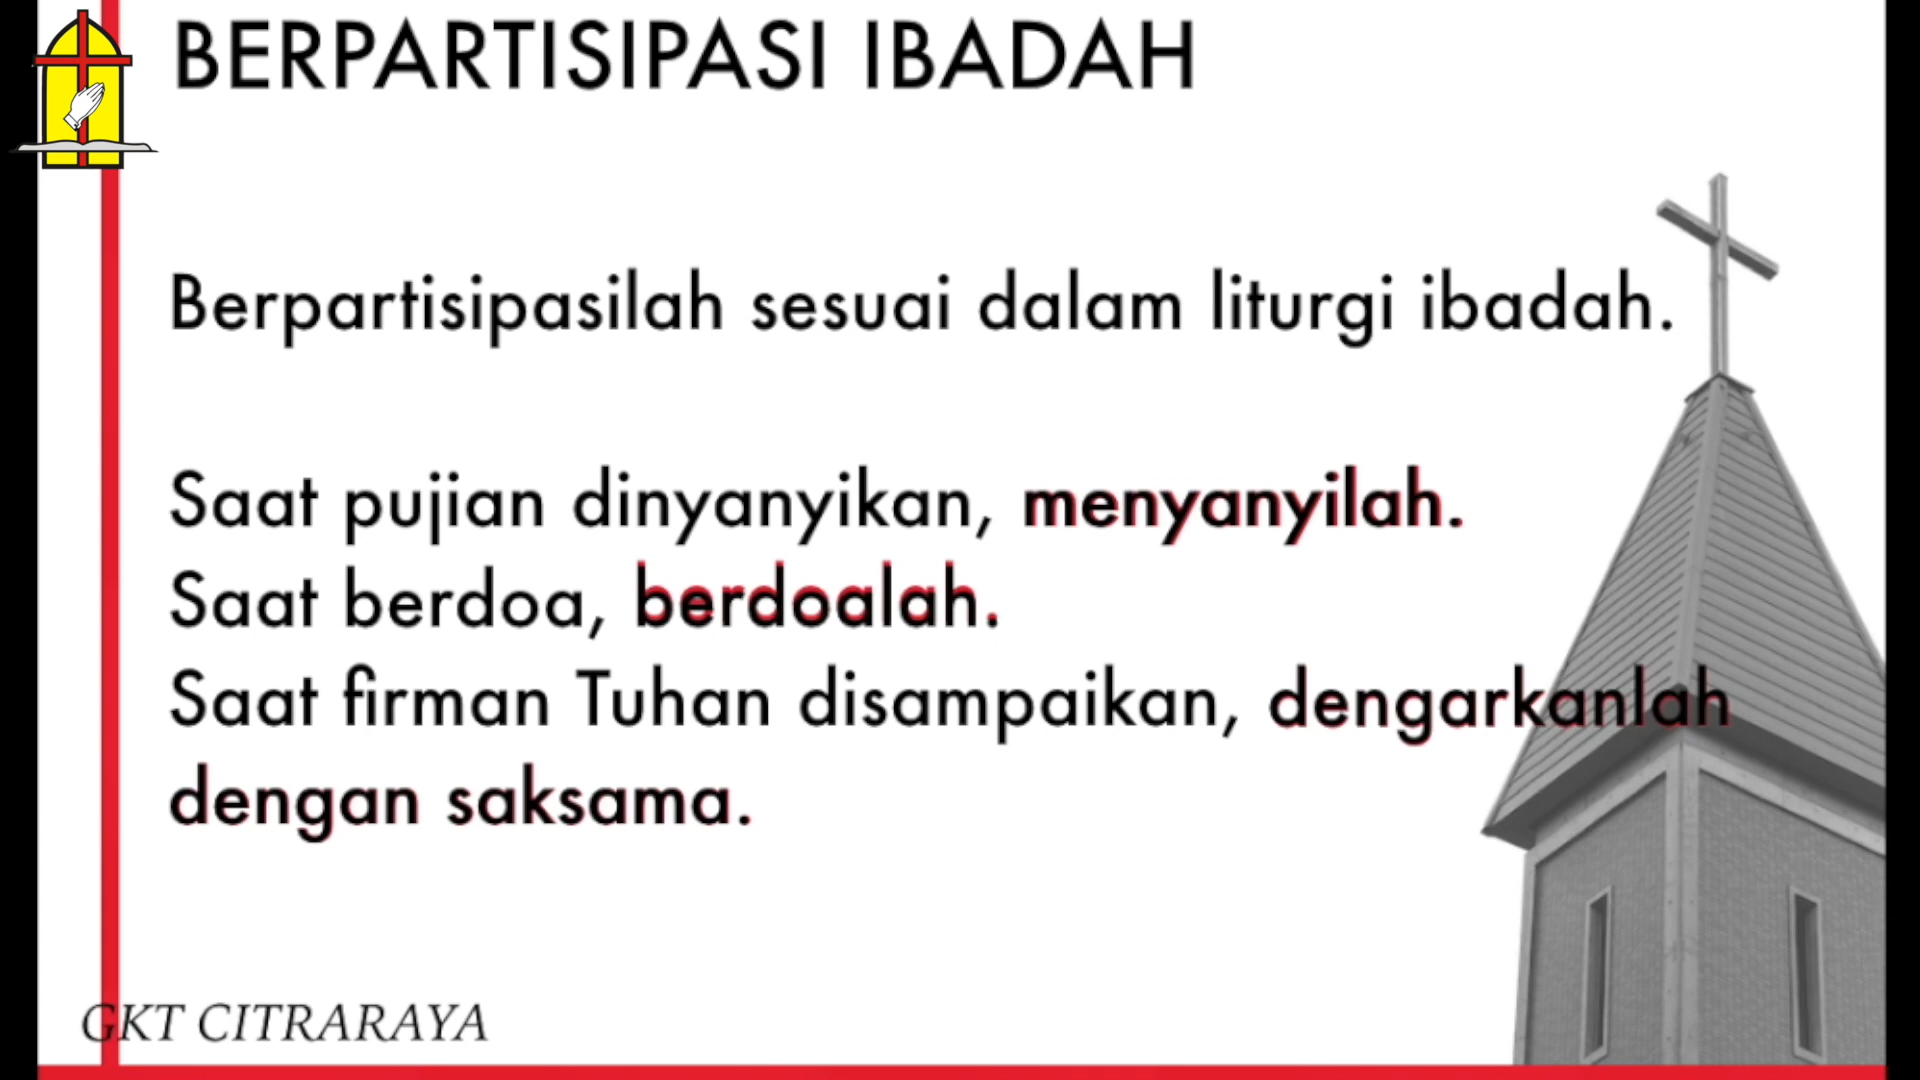 BERPARTISIPASI IBADAH
Berpartisipasilah sesuai dalam liturgi ibadah.
Saat pujian dinyanyikan, menyanyilah.
Saat berdoa, berdoalah.
Saat firman Tuhan disampaikan, dengarkanlah
dengan saksama.
GKT CITRARAYA